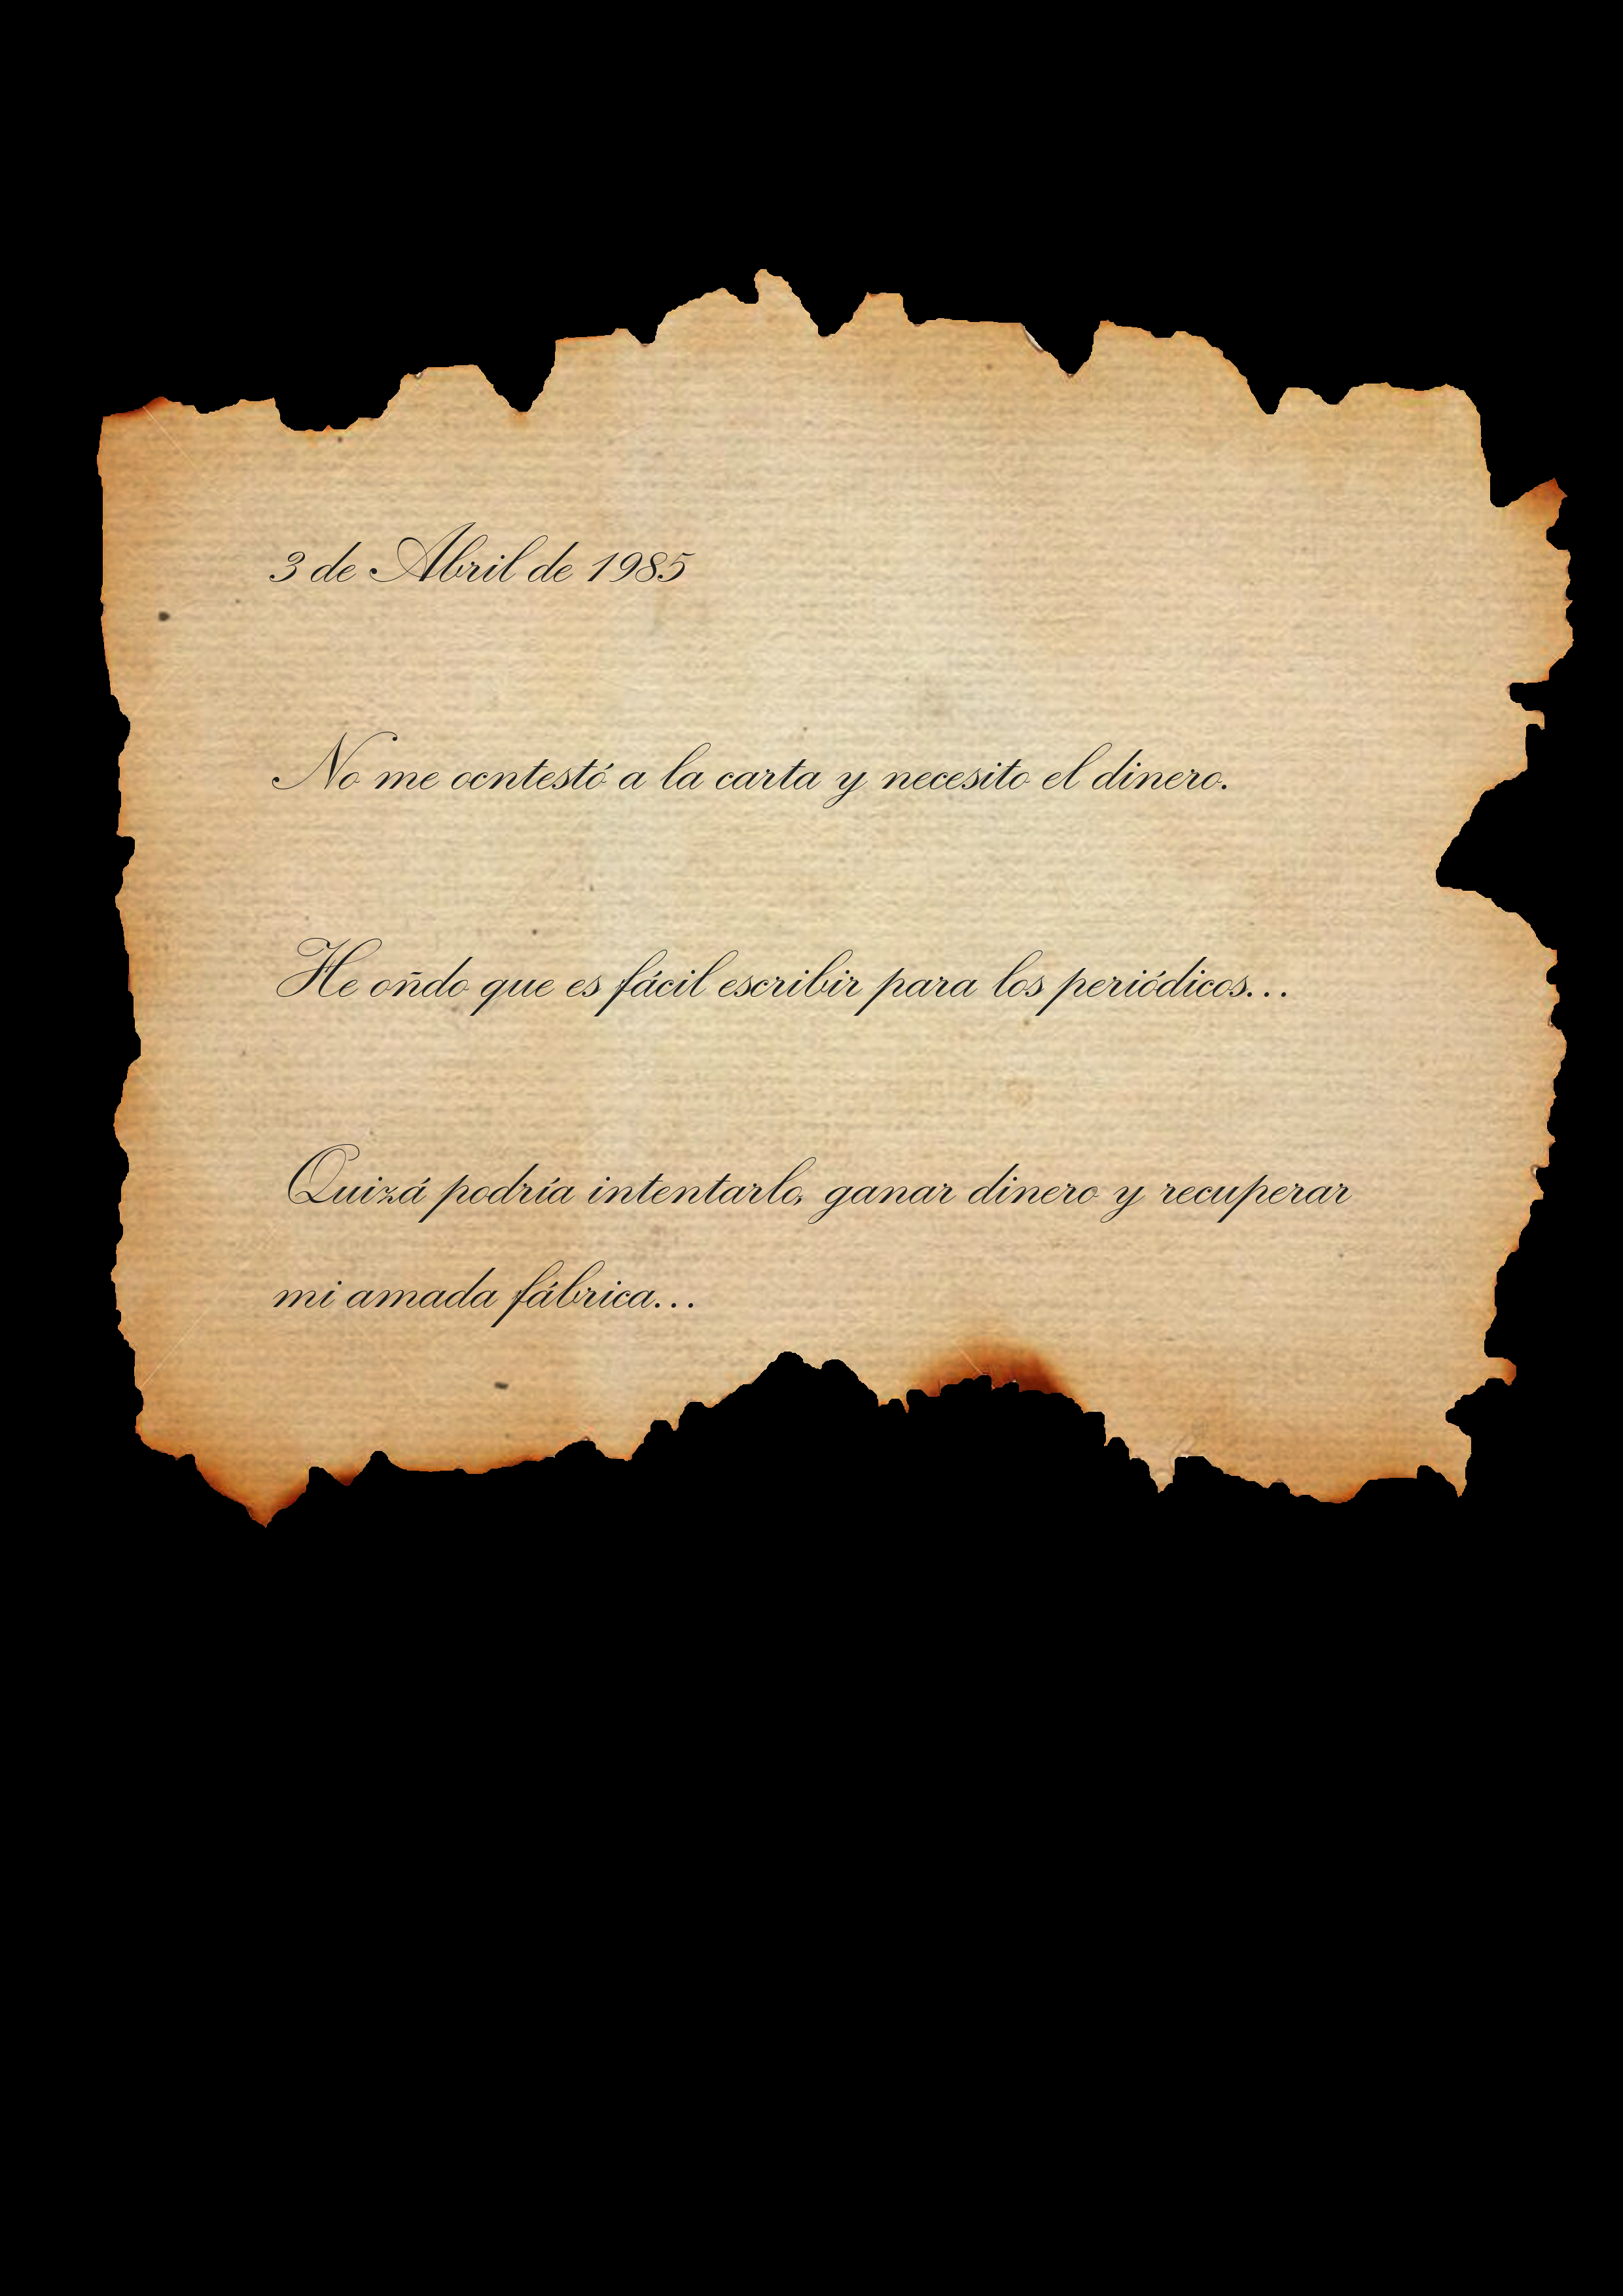 3 de Abril de 1985
No me ocntestó a la carta y necesito el dinero.
He oñdo que es fácil escribir para los periódicos...
Quizá podría intentarlo, ganar dinero y recuperar
mi amada fábrica...